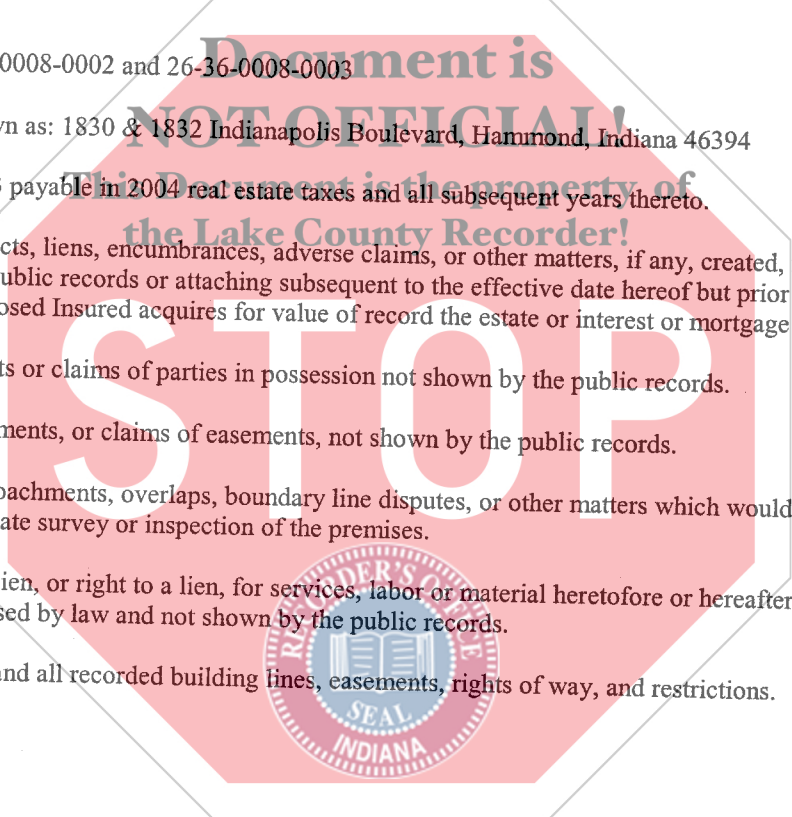 Document is
0008-0002 and 26-36-0008-0003
NOT OFFICIAL!
vn as: 1830 & 1832 Indianapolis Boulevard, Hammond, Indiana 46394
This Document is the property of
payable in 2004 real estate taxes and all subsequent years thereto.
the Lake County Recorder!
cts, liens, encumbrances, adverse claims, or other matters, if any, created,
ublic records or attaching subsequent to the effective date hereof but prior
osed Insured acquires for value of record the estate or interest or mortgage
ts or claims of parties in possession not shown by the public records.
ments, or claims of easements, not shown by the public records.
STOP
oachments, overlaps, boundary line disputes, or other matters which would
ate survey or inspection of the premises.
ien, or right to a lien, for services, labor or material heretofore or hereafter
sed by law and not shown by the public records.
and all recorded building lines, easements, rights of way, and restrictions.
RECORDER'S OFFICE
SEAL
INDIANA